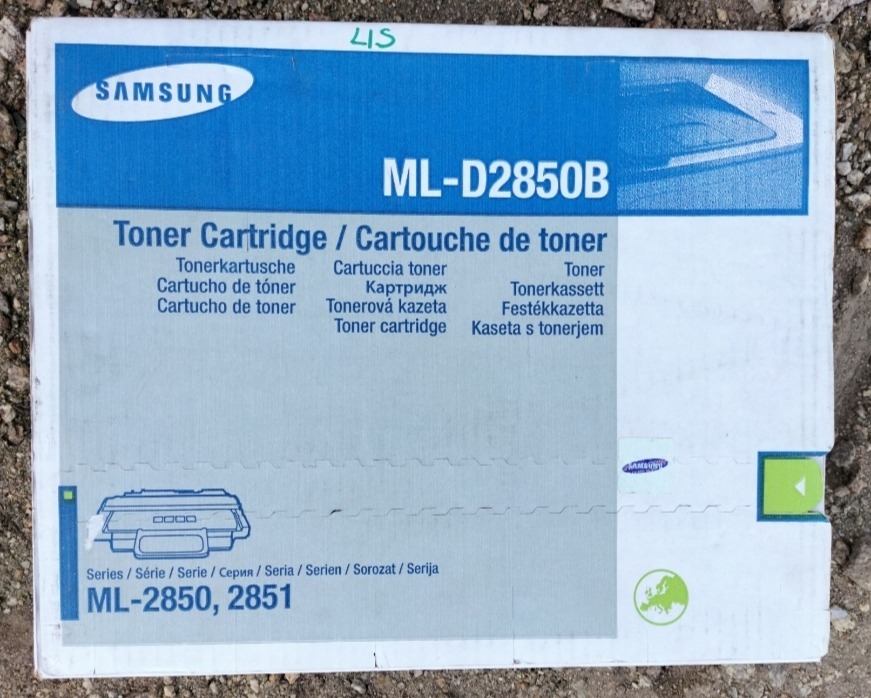 LIS
SAMSUNG
ML-D2850B
Toner Cartridge / Cartouche de toner
Tonerkartusche
Cartucho de tóner
Cartucho de toner
Cartuccia toner
Картридж
Tonerová kazeta
Toner cartridge
Toner
Tonerkassett
Festékkazetta
Kaseta s tonerjem
SAMSUNG
Series / Série / Serie / Серия / Seria / Serien / Sorozat / Serija
ML-2850, 2851